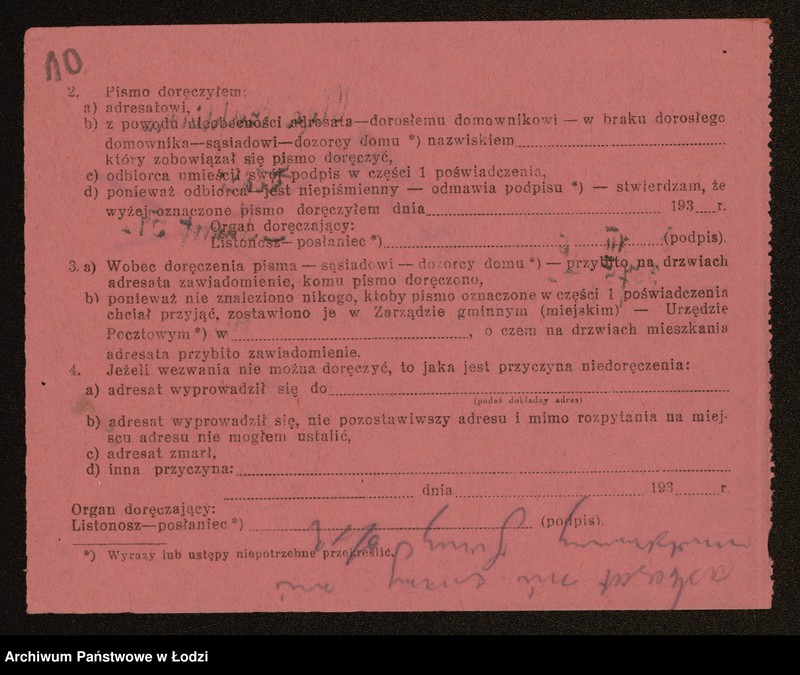 10
2. Pismo doręczyłem:
a) adresatowi,
b) z powodu nieobecności adresata—dorosłemu domownikowi — w braku dorosłego
domownika—sąsiadowi—dozorcy domu *) nazwiskiem
który zobowiązał się pismo doręczyć,
c) odbiorca umieścił swój podpis w części 1 poświadczenia,
d) ponieważ odbiorca — jest niepiśmienny — odmawia podpisu *) — stwierdzam, że
wyżej oznaczone pismo doręczyłem dnia 193 r.
Organ doręczający:
Listonosz—posłaniec *) (podpis).
3. a) Wobec doręczenia pisma — sąsiadowi — dozorcy domu *) — przybito na drzwiach
adresata zawiadomienie, komu pismo doręczono,
b) ponieważ nie znaleziono nikogo, ktoby pismo oznaczone w części 1 poświadczenia
chciał przyjąć, zostawiono je w Zarządzie gminnym (miejskim) — Urzędzie
Pocztowym *) w , o czem na drzwiach mieszkania
adresata przybito zawiadomienie.
4. Jeżeli wezwania nie można doręczyć, to jaka jest przyczyna niedoręczenia:
a) adresat wyprowadził się do
(podać dokładny adres)
b) adresat wyprowadził się, nie pozostawiwszy adresu i mimo rozpytania na miej-
scu adresu nie mogłem ustalić,
c) adresat zmarł,
d) inna przyczyna:
dnia 193 r.
Organ doręczający:
Listonosz—posłaniec *) (podpis).
*) Wyrazy lub ustępy niepotrzebne przekreślić.
adresat nie
Archiwum Państwowe w Łodzi